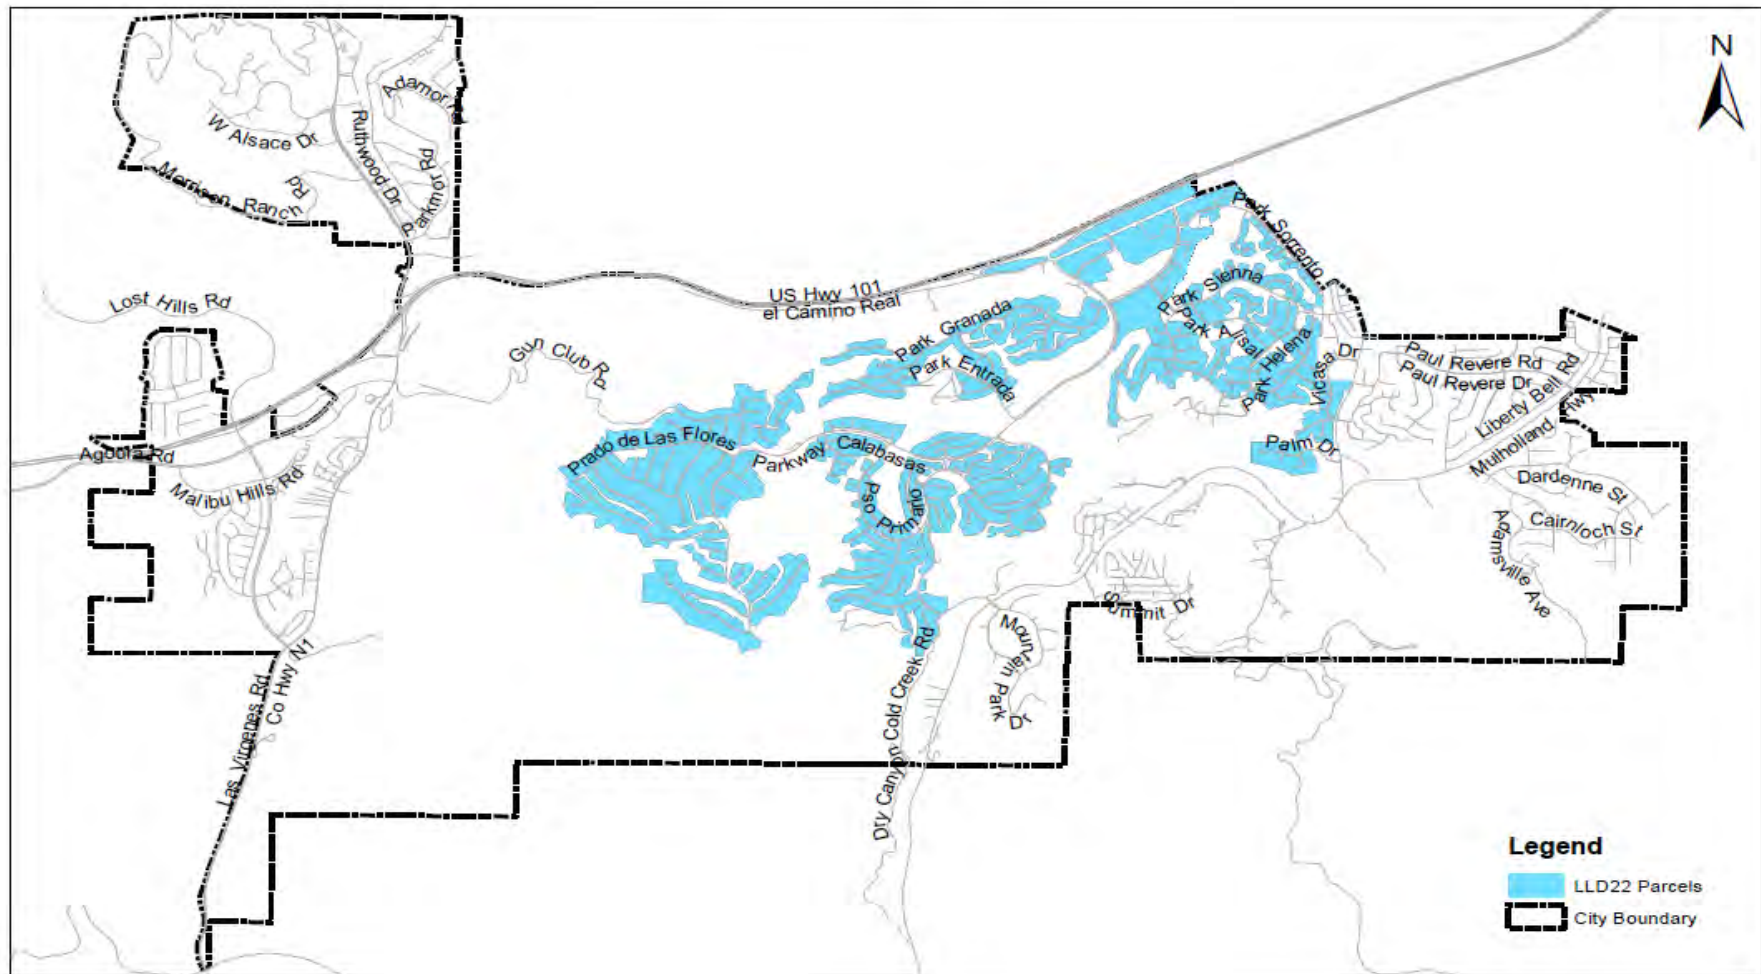 N
Adamor Rd
W Alsace Dr
Ruthwood Dr
Parkmor Rd
Morrison Ranch Rd
Park Sorrento
Lost Hills Rd
US Hwy 101
el Camino Real
Park Sienna
Park Granada
Park Alisal
Park Helena
Gun Club Rd
Park Entrada
Vicasa Dr
Paul Revere Rd
Paul Revere Dr
Liberty Bell Rd
Mulholland Hwy
Prado de Las Flores
Parkway Calabasas
Palm Dr
Agoura Rd
Malibu Hills Rd
Pso Primario
Dardenne St
Cairnloch St
Adamsville Ave
Summit Dr
Mountain Park Dr
Dry Canyon Cold Creek Rd
Las Virgenes Rd
Co Hwy N1
Legend
LLD22 Parcels
City Boundary